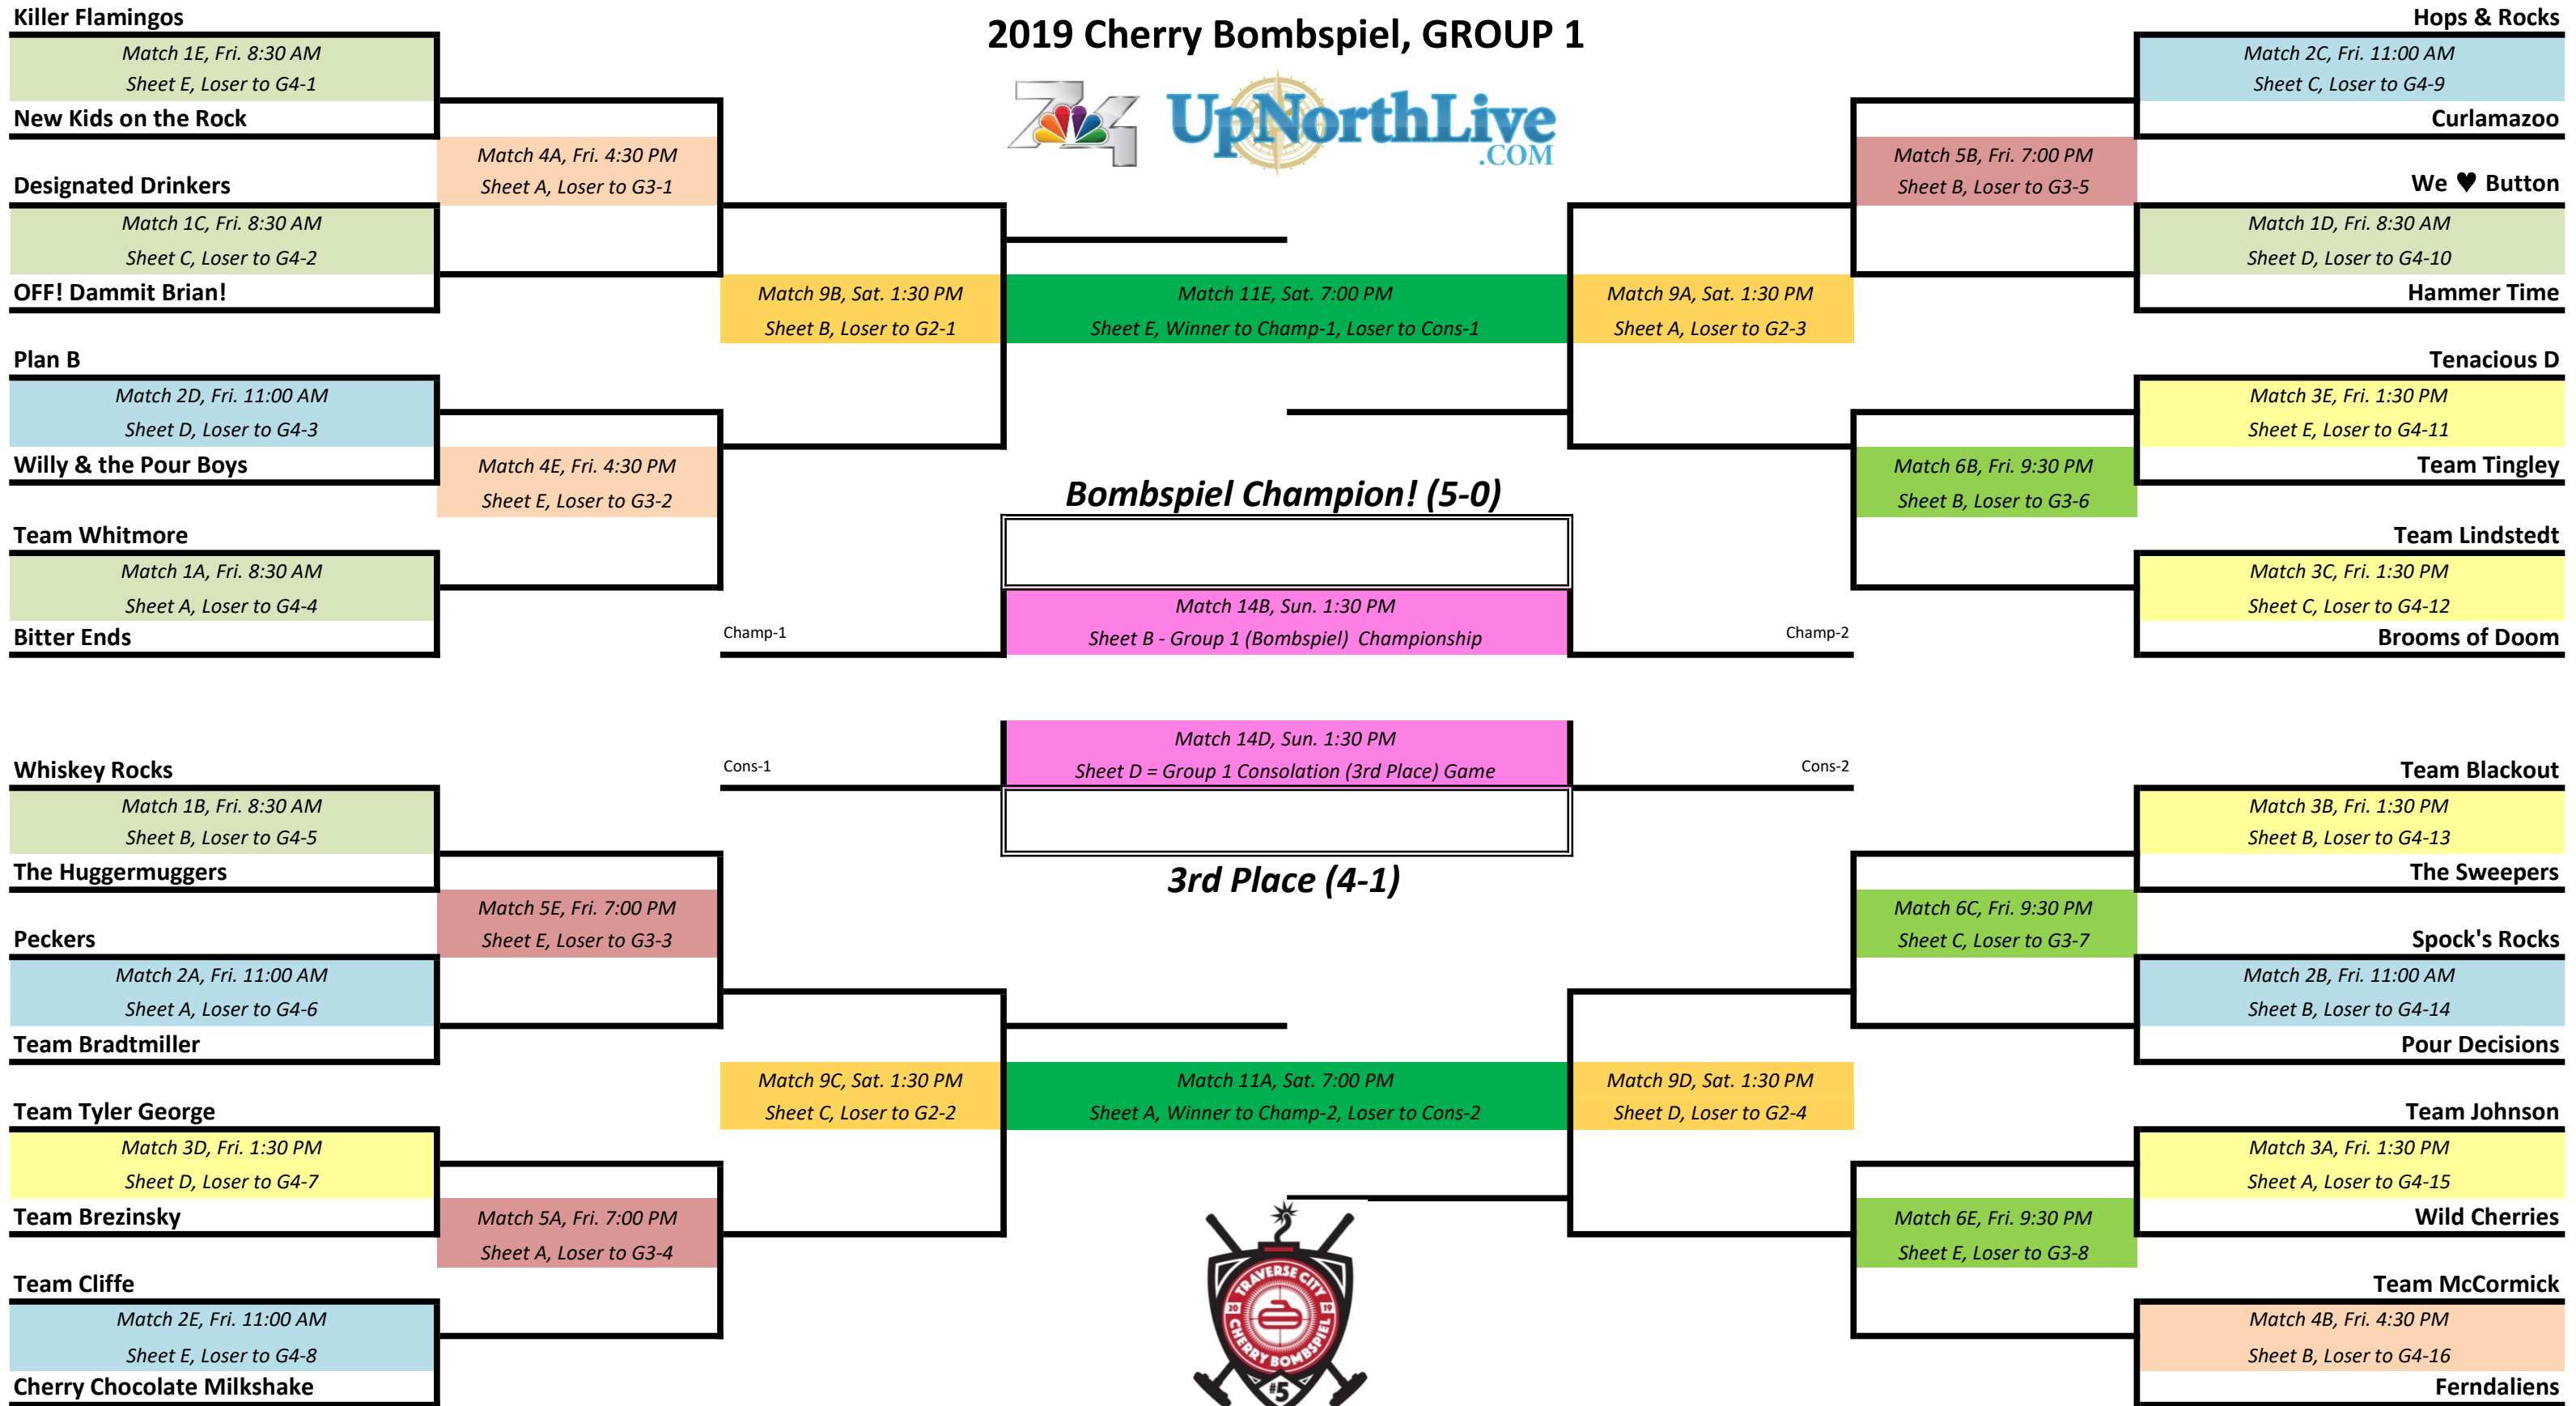 2019 Cherry Bombspiel, GROUP 1
7&4
UpNorthLive
.COM
Killer Flamingos
Match 1E, Fri. 8:30 AM
Sheet E, Loser to G4-1
New Kids on the Rock
Match 4A, Fri. 4:30 PM
Sheet A, Loser to G3-1
Designated Drinkers
Match 1C, Fri. 8:30 AM
Sheet C, Loser to G4-2
OFF! Dammit Brian!
Match 9B, Sat. 1:30 PM
Sheet B, Loser to G2-1
Plan B
Match 2D, Fri. 11:00 AM
Sheet D, Loser to G4-3
Willy & the Pour Boys
Match 4E, Fri. 4:30 PM
Sheet E, Loser to G3-2
Team Whitmore
Match 1A, Fri. 8:30 AM
Sheet A, Loser to G4-4
Bitter Ends
Match 11E, Sat. 7:00 PM
Sheet E, Winner to Champ-1, Loser to Cons-1
Hops & Rocks
Match 2C, Fri. 11:00 AM
Sheet C, Loser to G4-9
Curlamazoo
Match 5B, Fri. 7:00 PM
Sheet B, Loser to G3-5
We ♥ Button
Match 1D, Fri. 8:30 AM
Sheet D, Loser to G4-10
Hammer Time
Match 9A, Sat. 1:30 PM
Sheet A, Loser to G2-3
Tenacious D
Match 3E, Fri. 1:30 PM
Sheet E, Loser to G4-11
Team Tingley
Match 6B, Fri. 9:30 PM
Sheet B, Loser to G3-6
Team Lindstedt
Match 3C, Fri. 1:30 PM
Sheet C, Loser to G4-12
Brooms of Doom
Bombspiel Champion! (5-0)
Match 14B, Sun. 1:30 PM
Sheet B - Group 1 (Bombspiel) Championship
Champ-1
Champ-2
Match 14D, Sun. 1:30 PM
Sheet D = Group 1 Consolation (3rd Place) Game
Cons-1
Cons-2
3rd Place (4-1)
Whiskey Rocks
Match 1B, Fri. 8:30 AM
Sheet B, Loser to G4-5
The Huggermuggers
Match 5E, Fri. 7:00 PM
Sheet E, Loser to G3-3
Peckers
Match 2A, Fri. 11:00 AM
Sheet A, Loser to G4-6
Team Bradtmiller
Match 9C, Sat. 1:30 PM
Sheet C, Loser to G2-2
Team Tyler George
Match 3D, Fri. 1:30 PM
Sheet D, Loser to G4-7
Team Brezinsky
Match 5A, Fri. 7:00 PM
Sheet A, Loser to G3-4
Team Cliffe
Match 2E, Fri. 11:00 AM
Sheet E, Loser to G4-8
Cherry Chocolate Milkshake
Match 11A, Sat. 7:00 PM
Sheet A, Winner to Champ-2, Loser to Cons-2
Team Blackout
Match 3B, Fri. 1:30 PM
Sheet B, Loser to G4-13
The Sweepers
Match 6C, Fri. 9:30 PM
Sheet C, Loser to G3-7
Spock's Rocks
Match 2B, Fri. 11:00 AM
Sheet B, Loser to G4-14
Pour Decisions
Match 9D, Sat. 1:30 PM
Sheet D, Loser to G2-4
Team Johnson
Match 3A, Fri. 1:30 PM
Sheet A, Loser to G4-15
Wild Cherries
Match 6E, Fri. 9:30 PM
Sheet E, Loser to G3-8
Team McCormick
Match 4B, Fri. 4:30 PM
Sheet B, Loser to G4-16
Ferndaliens
TRAVERSE CITY
20 19
CHERRY BOMBSPIEL
#5